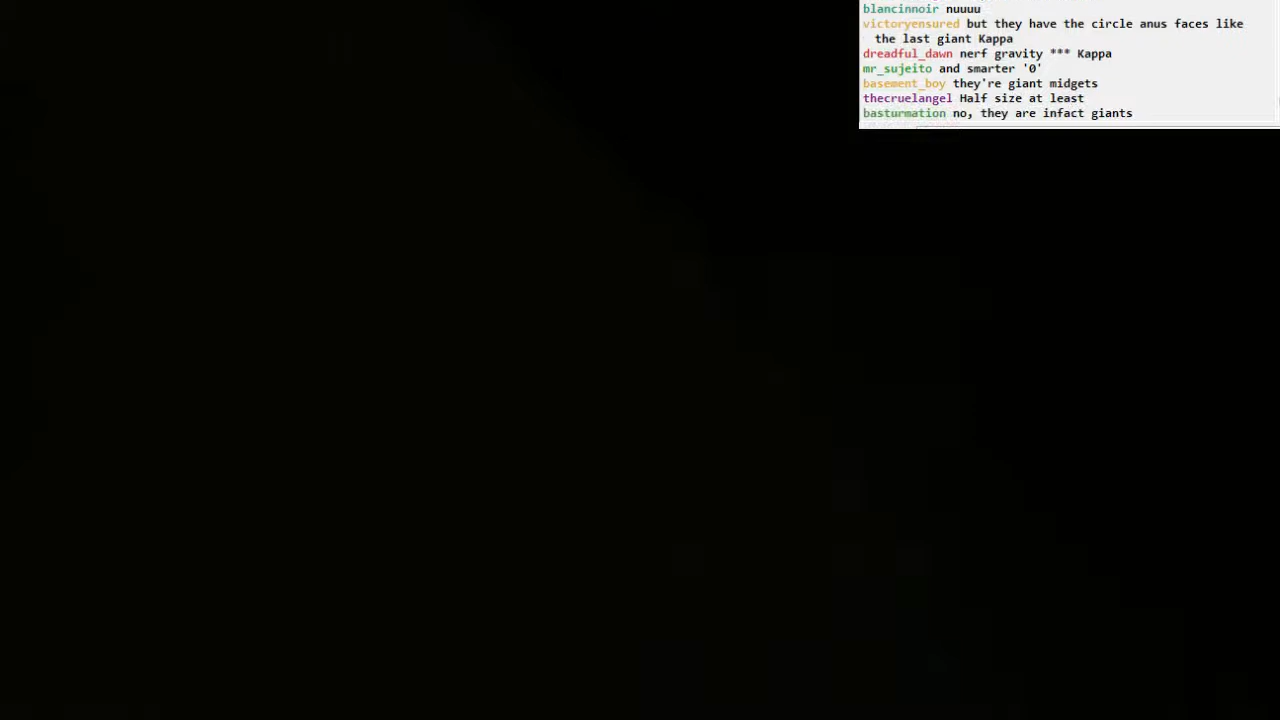 blancinnoir nuuuu
victoryensured but they have the circle anus faces like
the last giant Kappa
dreadful_dawn nerf gravity *** Kappa
mr_sujeito and smarter '0'
basement_boy they're giant midgets
thecruelangel Half size at least
basturmation no, they are infact giants